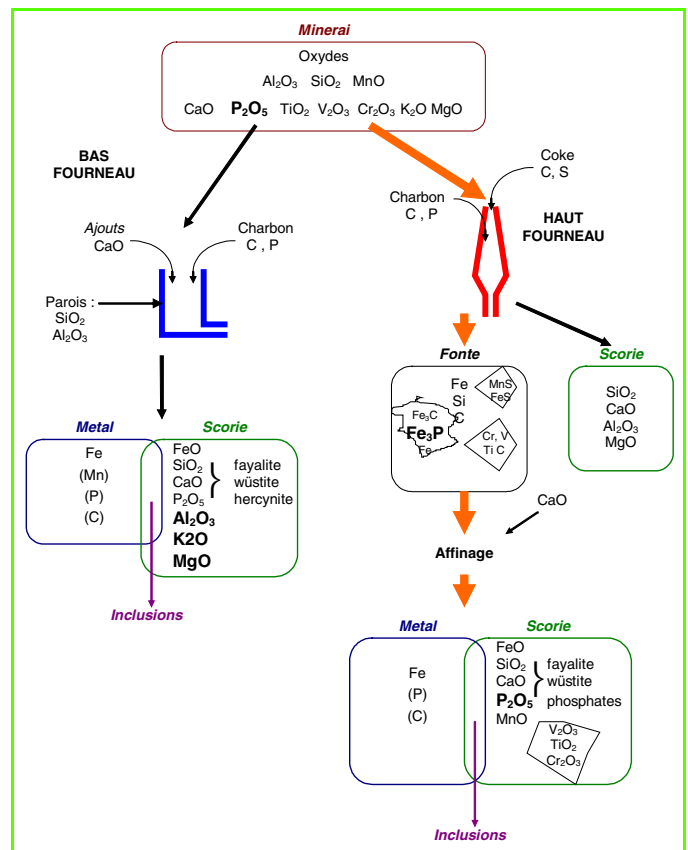 Minerai
Oxydes
Al₂O₃ SiO₂ MnO
CaO P₂O₅ TiO₂ V₂O₃ Cr₂O₃ K₂O MgO
BAS
FOURNEAU
Ajouts
CaO
Charbon
C , P
Parois :
SiO₂
Al₂O₃
Metal
Fe
(Mn)
(P)
(C)
Scorie
FeO
SiO₂
CaO
P₂O₅
} fayalite
wüstite
hercynite
Al₂O₃
K2O
MgO
Inclusions
Coke
C, S
Charbon
C , P
HAUT
FOURNEAU
Fonte
Fe
Si
C
MnS
FeS
Fe₃C
Fe₃P
Fe
Cr, V
Ti C
Scorie
SiO₂
CaO
Al₂O₃
MgO
CaO
Affinage
Metal
Fe
(P)
(C)
Scorie
FeO
SiO₂
CaO
P₂O₅
MnO
} fayalite
wüstite
phosphates
V₂O₃
TiO₂
Cr₂O₃
Inclusions